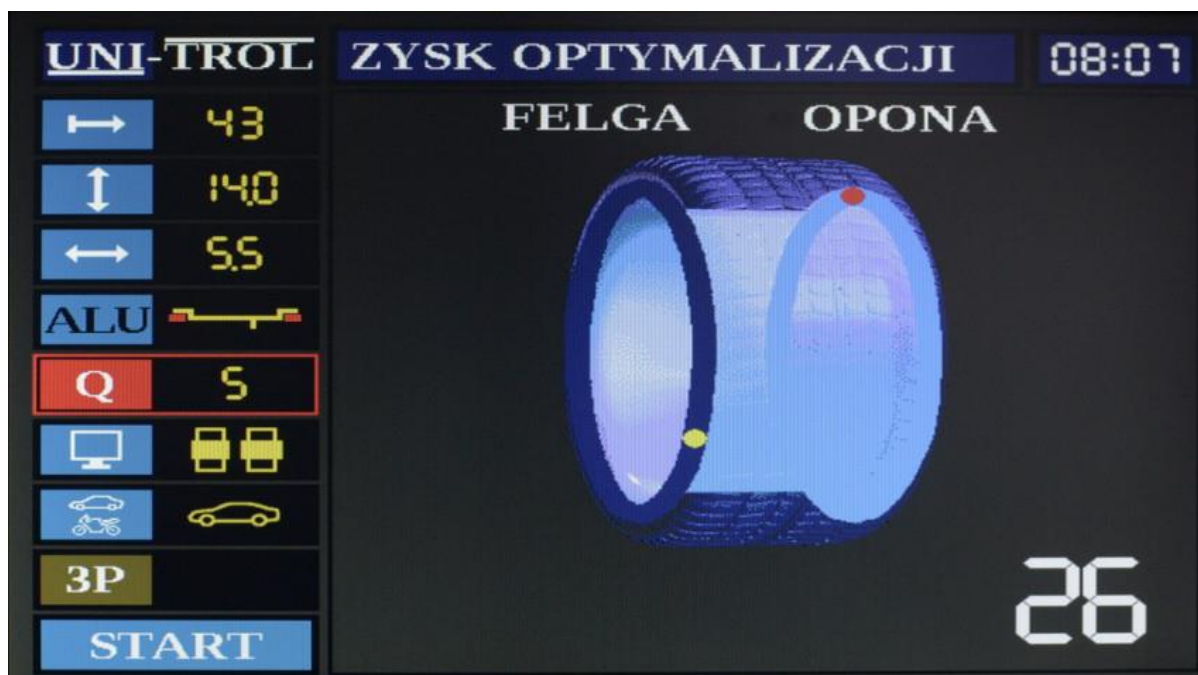 UNI-TROL
ZYSK OPTYMALIZACJI
08:07
43
FELGA OPONA
14.0
5.5
ALU
Q 5
3P
26
START